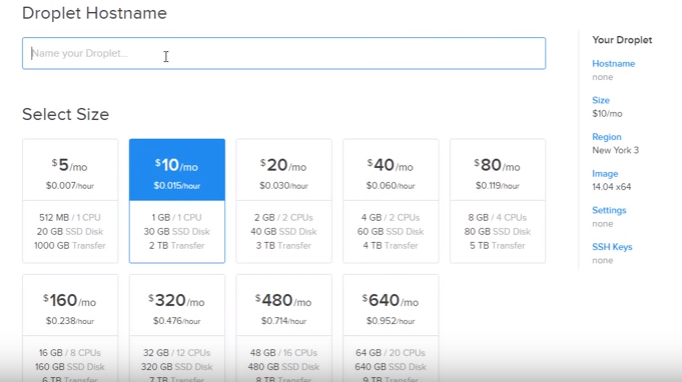 Droplet Hostname
Name your Droplet...
Select Size
$5/mo
$0.007/hour
512 MB / 1 CPU
20 GB SSD Disk
1000 GB Transfer
$10/mo
$0.015/hour
1 GB / 1 CPU
30 GB SSD Disk
2 TB Transfer
$20/mo
$0.030/hour
2 GB / 2 CPUs
40 GB SSD Disk
3 TB Transfer
$40/mo
$0.060/hour
4 GB / 2 CPUs
60 GB SSD Disk
4 TB Transfer
$80/mo
$0.119/hour
8 GB / 4 CPUs
80 GB SSD Disk
5 TB Transfer
$160/mo
$0.238/hour
16 GB / 8 CPUs
160 GB SSD Disk
6 TB Transfer
$320/mo
$0.476/hour
32 GB / 12 CPUs
320 GB SSD Disk
7 TB Transfer
$480/mo
$0.714/hour
48 GB / 16 CPUs
480 GB SSD Disk
8 TB Transfer
$640/mo
$0.952/hour
64 GB / 20 CPUs
640 GB SSD Disk
9 TB Transfer
Your Droplet
Hostname
none
Size
$10/mo
Region
New York 3
Image
14.04 x64
Settings
none
SSH Keys
none